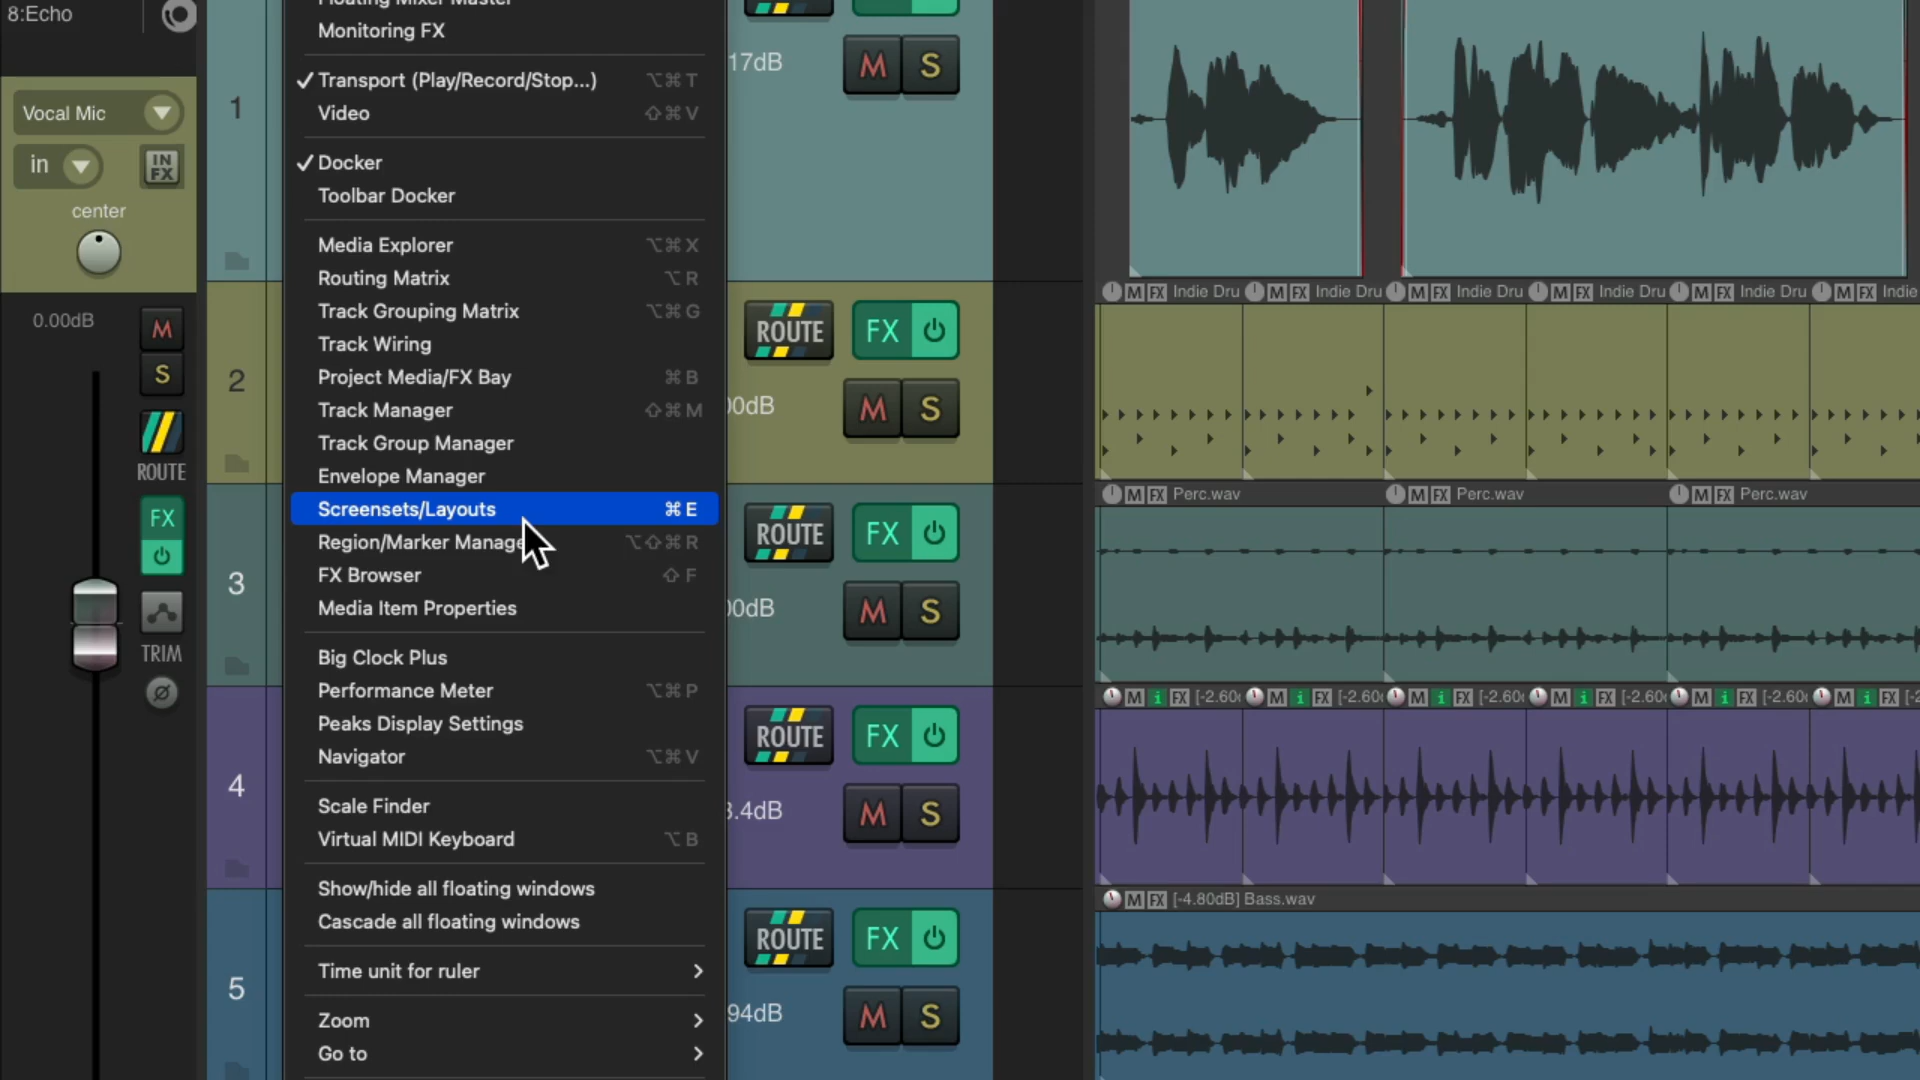 8:Echo
Vocal Mic
in
IN
FX
center
0.00dB
M
S
ROUTE
FX
TRIM
Floating Mixer Master
Monitoring FX
✓ Transport (Play/Record/Stop...) ⌥⌘T
Video ⇧⌘V
✓ Docker
Toolbar Docker
Media Explorer ⌥⌘X
Routing Matrix ⌥R
Track Grouping Matrix ⌥⌘G
Track Wiring
Project Media/FX Bay ⌘B
Track Manager ⇧⌘M
Track Group Manager
Envelope Manager
Screensets/Layouts ⌘E
Region/Marker Manage ⌥⇧⌘R
FX Browser ⇧F
Media Item Properties
Big Clock Plus
Performance Meter ⌥⌘P
Peaks Display Settings
Navigator ⌥⌘V
Scale Finder
Virtual MIDI Keyboard ⌥B
Show/hide all floating windows
Cascade all floating windows
Time unit for ruler >
Zoom >
Go to >
1
17dB
M S
2
ROUTE FX
00dB
M S
3
ROUTE FX
00dB
M S
4
ROUTE FX
3.4dB
M S
5
ROUTE FX
94dB
M S
M FX Indie Dru M FX Indie Dru M FX Indie Dru M FX Indie Dru M FX Indie Dru M FX Indie
M FX Perc.wav M FX Perc.wav M FX Perc.wav
M i FX [-2.60 M i FX [-2.60 M i FX [-2.60 M i FX [-2.60 M i FX [-2.60 M i FX [-2
M FX [-4.80dB] Bass.wav